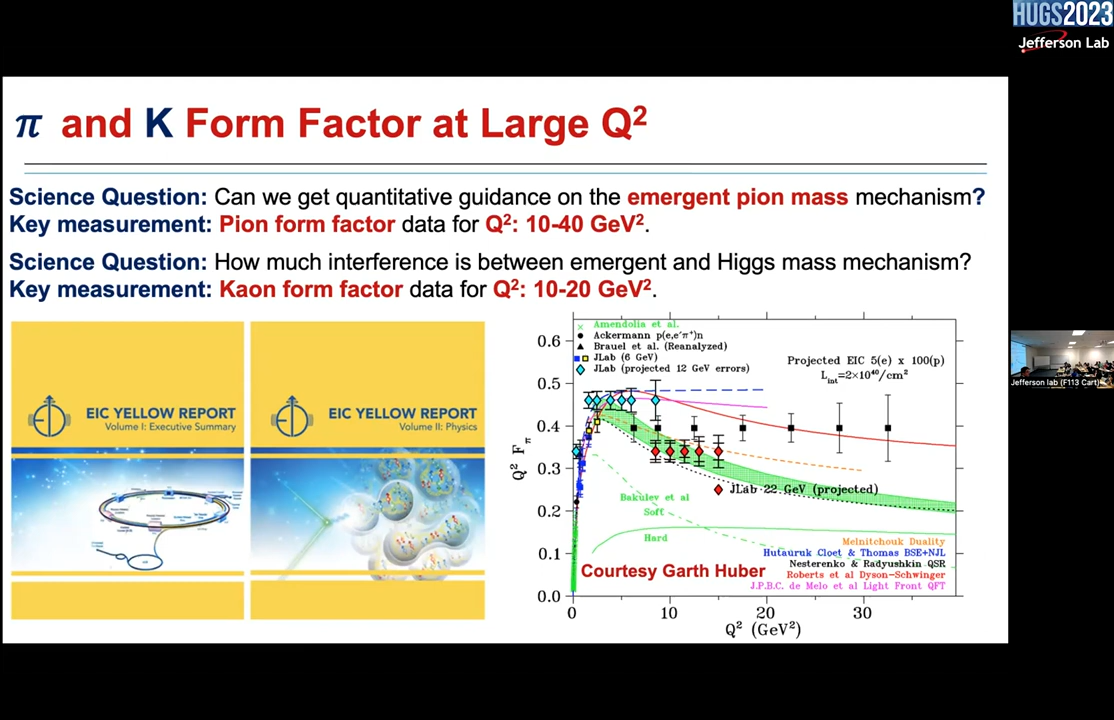 HUGS2023
Jefferson Lab
π and K Form Factor at Large Q²
Science Question: Can we get quantitative guidance on the emergent pion mass mechanism?
Key measurement: Pion form factor data for Q²: 10-40 GeV².
Science Question: How much interference is between emergent and Higgs mass mechanism?
Key measurement: Kaon form factor data for Q²: 10-20 GeV².
EIC YELLOW REPORT
Volume I: Executive Summary
EIC YELLOW REPORT
Volume II: Physics
Amendolia et al.
Ackermann p(e,e'π⁺)n
Brauel et al. (Reanalyzed)
JLab (6 GeV)
JLab (projected 12 GeV errors)
Projected EIC 5(e) x 100(p)
L_int=2×10⁴⁰/cm²
0.6
0.5
0.4
0.3
0.2
0.1
0.0
Q² F_π
JLab 22 GeV (projected)
Bakulev et al
Soft
Hard
Melnitchouk Duality
Hutauruk Cloet & Thomas BSE+NJL
Nesterenko & Radyushkin QSR
Roberts et al Dyson-Schwinger
J.P.B.C. de Melo et al Light Front QFT
Courtesy Garth Huber
0 10 20 30
Q² (GeV²)
Jefferson lab (F113 Cart)